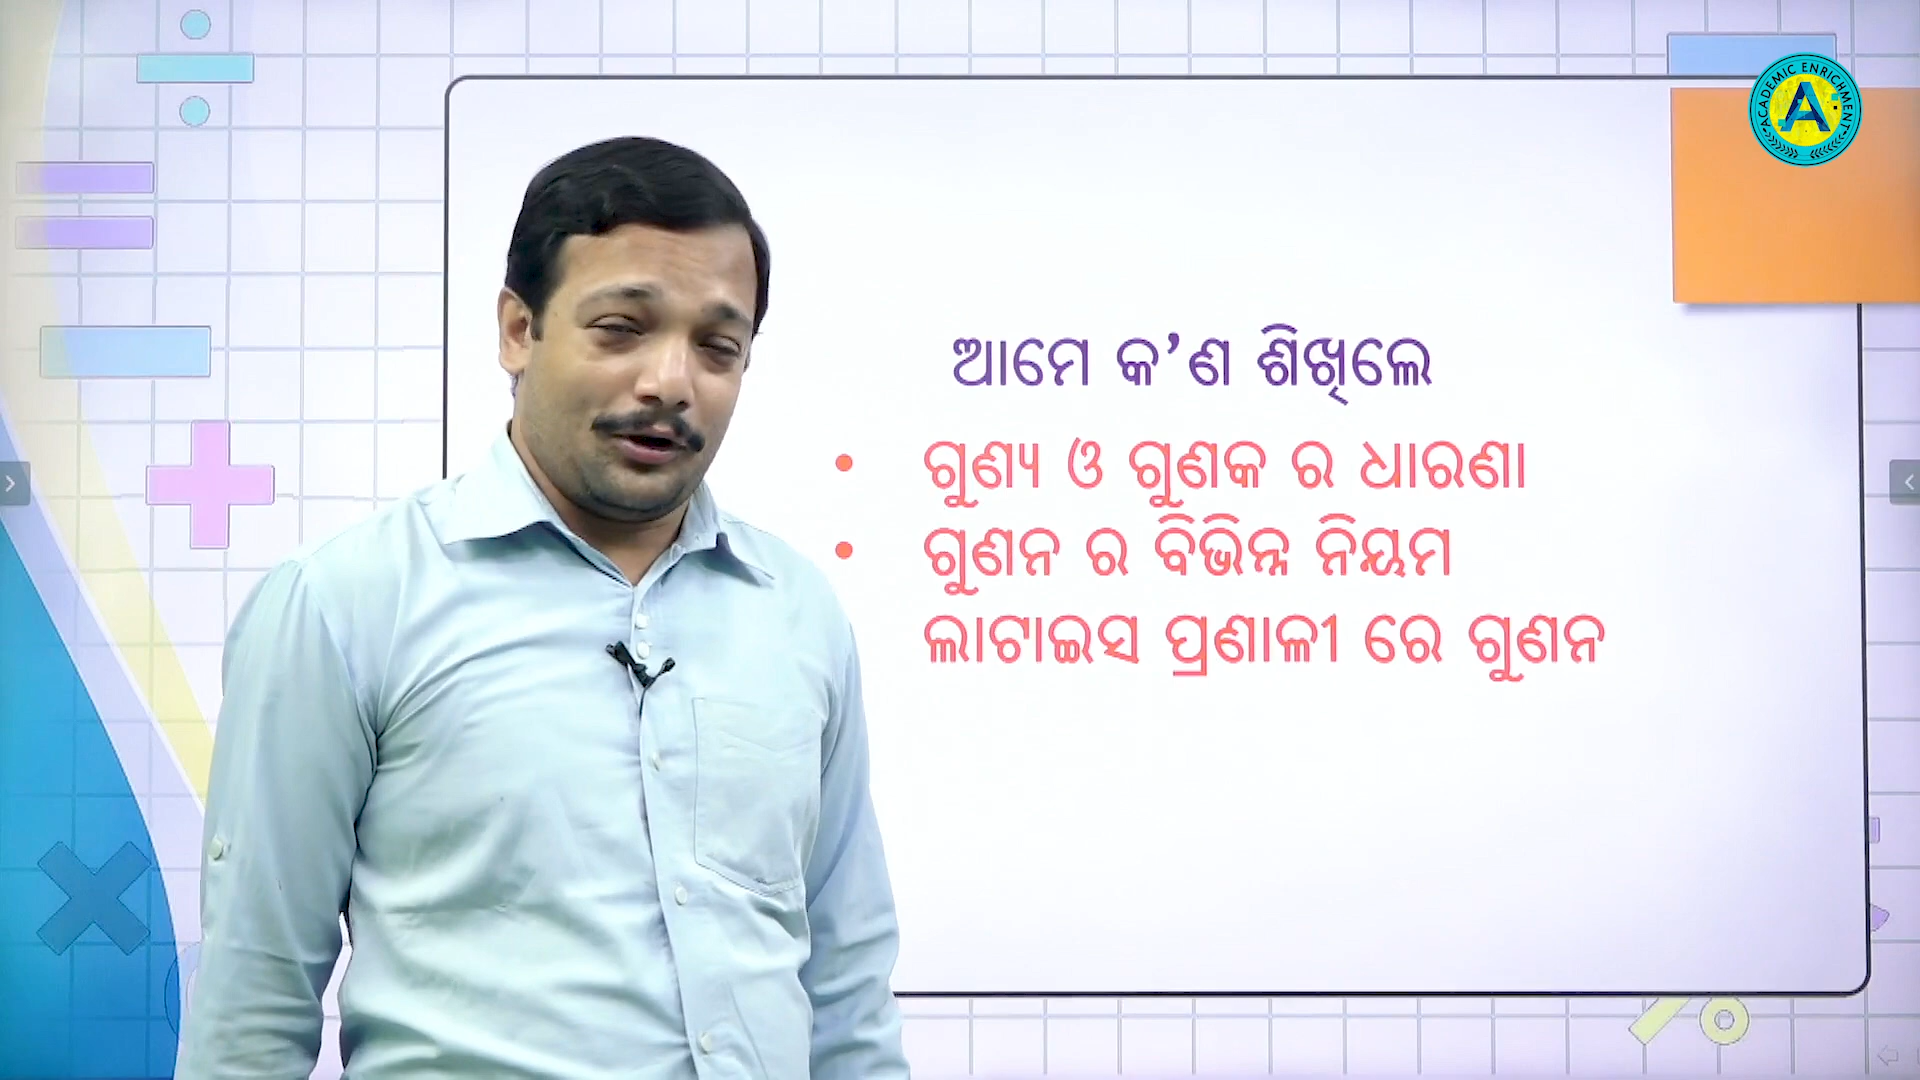 ACADEMIC ENRICHMENT
A
ଆମେ କ’ଣ ଶିଖିଲେ
• ଗୁଣ୍ୟ ଓ ଗୁଣକ ର ଧାରଣା
• ଗୁଣନ ର ବିଭିନ୍ନ ନିୟମ
ଲାଟାଇସ ପ୍ରଣାଳୀ ରେ ଗୁଣନ